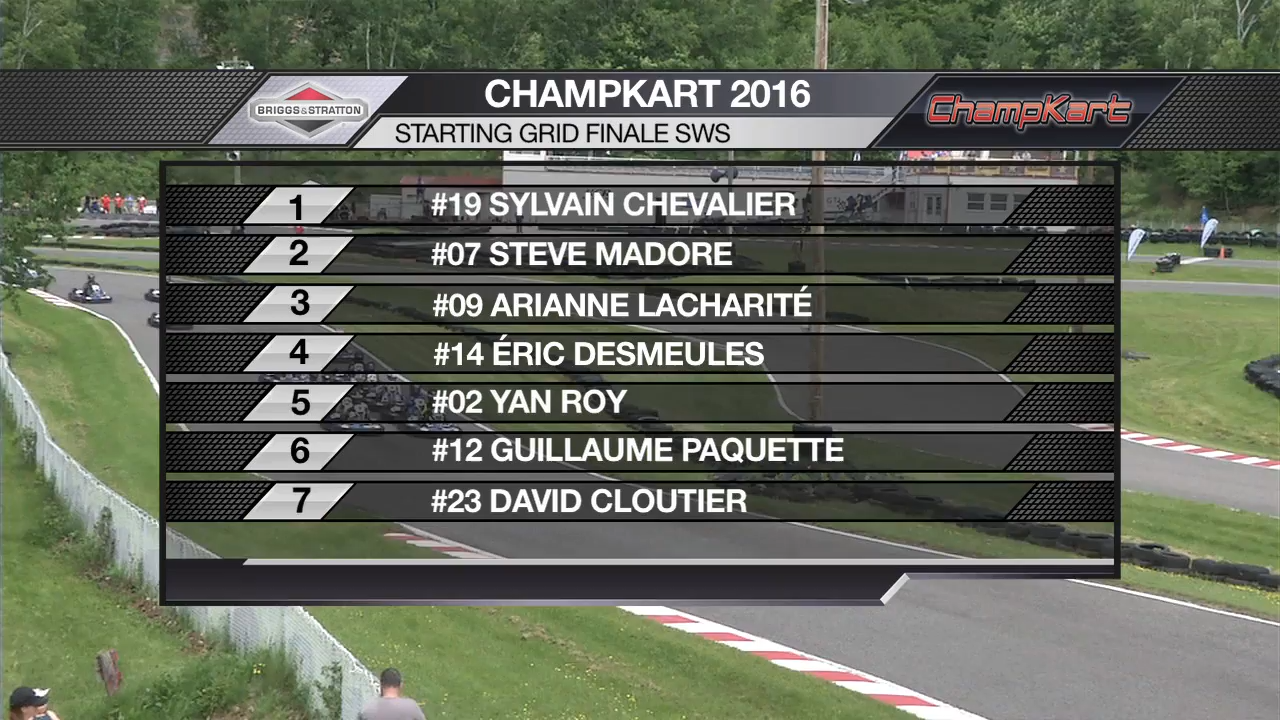 BRIGGS&STRATTON
CHAMPKART 2016
ChampKart
STARTING GRID FINALE SWS
1 #19 SYLVAIN CHEVALIER
2 #07 STEVE MADORE
3 #09 ARIANNE LACHARITÉ
4 #14 ÉRIC DESMEULES
5 #02 YAN ROY
6 #12 GUILLAUME PAQUETTE
7 #23 DAVID CLOUTIER